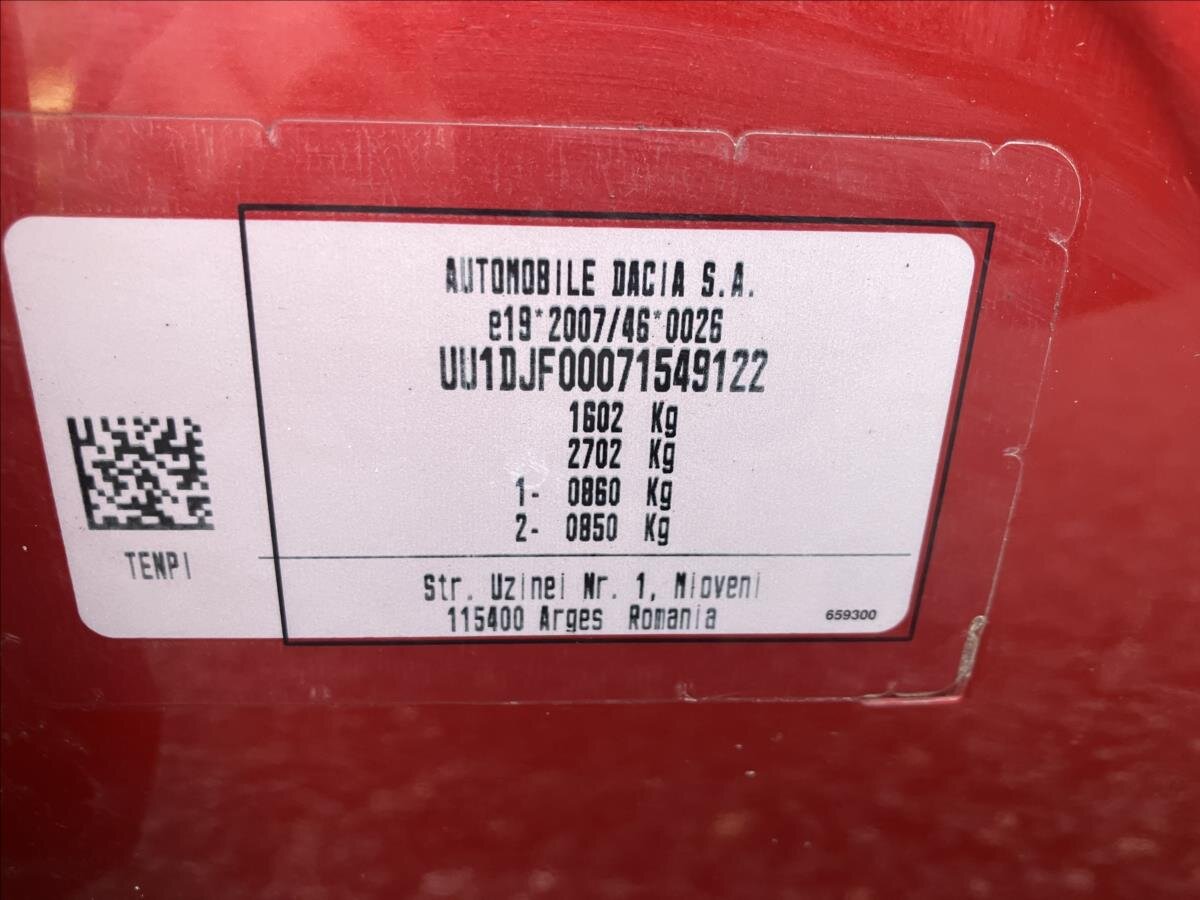 AUTOMOBILE DACIA S.A.
e19*2007/46*0026
UU1DJF00071549122
1602 Kg
2702 Kg
1- 0860 Kg
2- 0850 Kg
TENPI
Str. Uzinei Nr. 1, Mioveni
115400 Arges Romania
659300